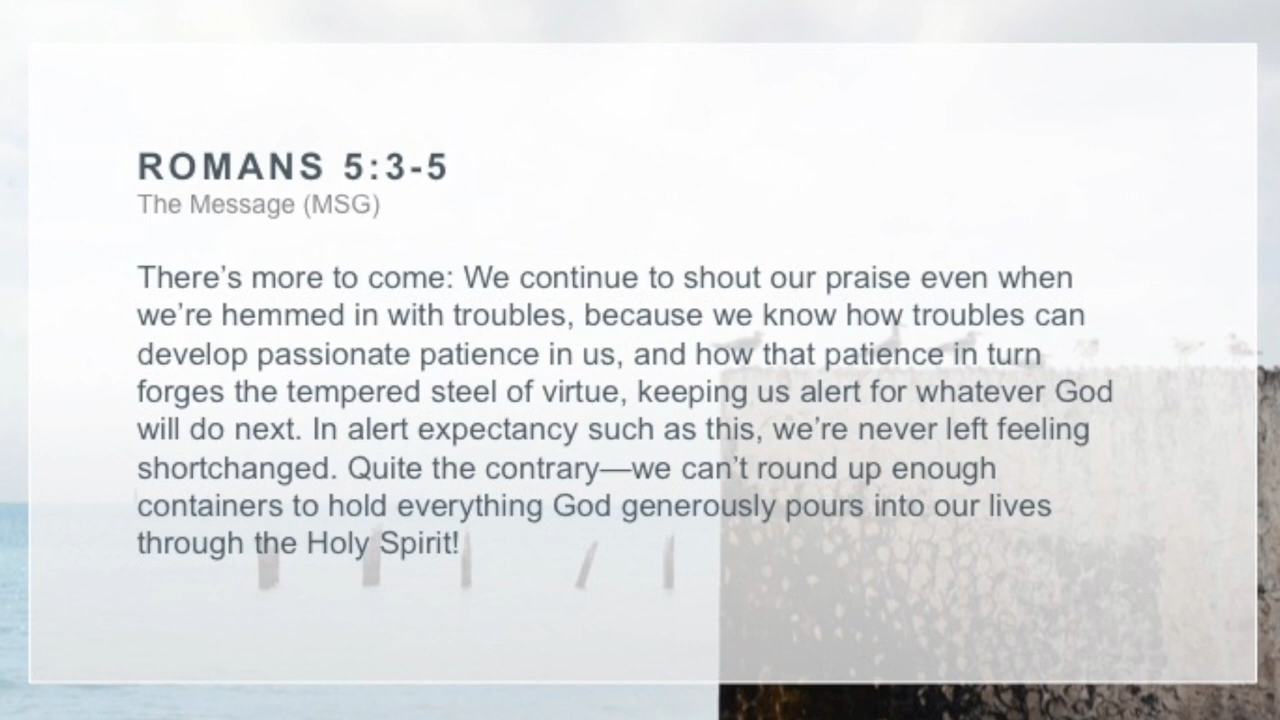 ROMANS 5:3-5
The Message (MSG)
There’s more to come: We continue to shout our praise even when
we’re hemmed in with troubles, because we know how troubles can
develop passionate patience in us, and how that patience in turn
forges the tempered steel of virtue, keeping us alert for whatever God
will do next. In alert expectancy such as this, we’re never left feeling
shortchanged. Quite the contrary—we can’t round up enough
containers to hold everything God generously pours into our lives
through the Holy Spirit!